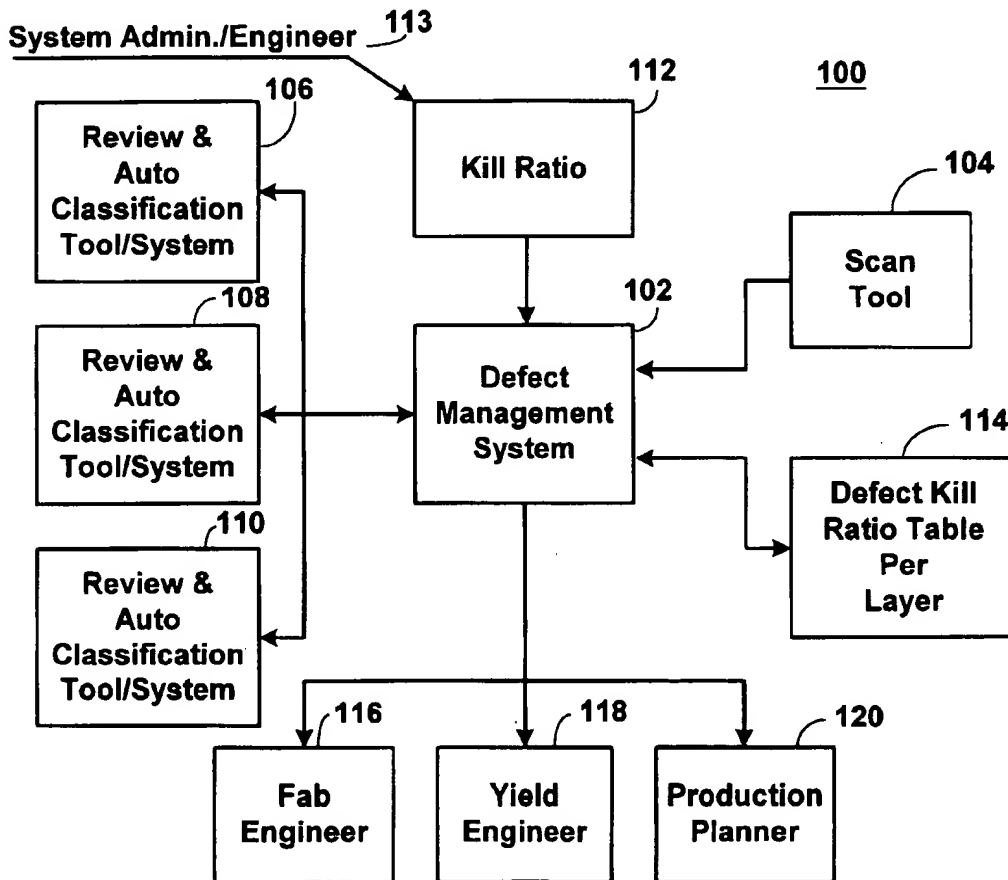 System Admin./Engineer 113
112
100
106
Review &
Auto
Classification
Tool/System
Kill Ratio
104
Scan
Tool
108
Review &
Auto
Classification
Tool/System
102
Defect
Management
System
114
Defect Kill
Ratio Table
Per
Layer
110
Review &
Auto
Classification
Tool/System
116
Fab
Engineer
118
Yield
Engineer
120
Production
Planner